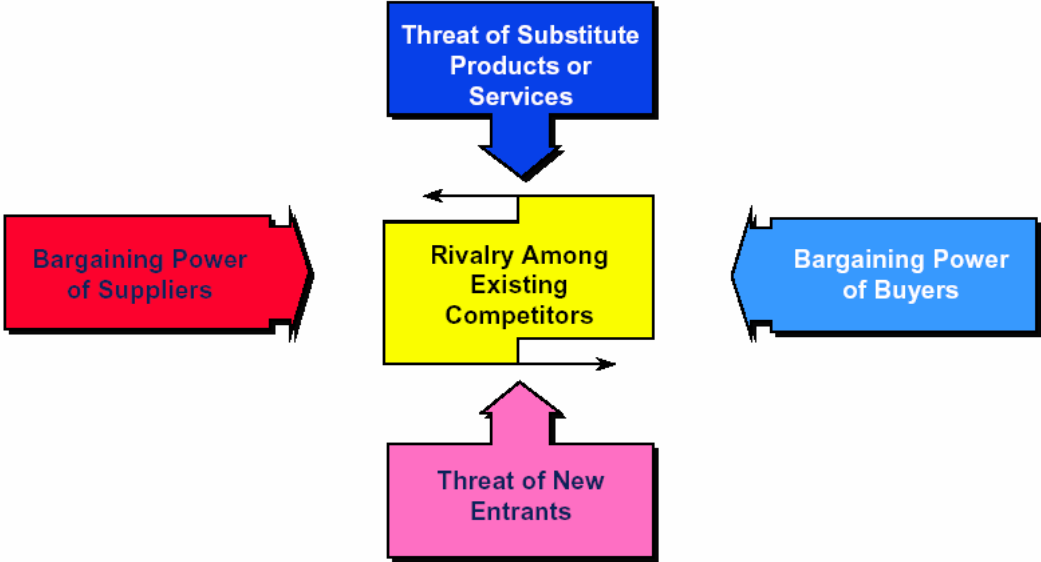 Threat of Substitute
Products or
Services
Bargaining Power
of Suppliers
Rivalry Among
Existing
Competitors
Bargaining Power
of Buyers
Threat of New
Entrants